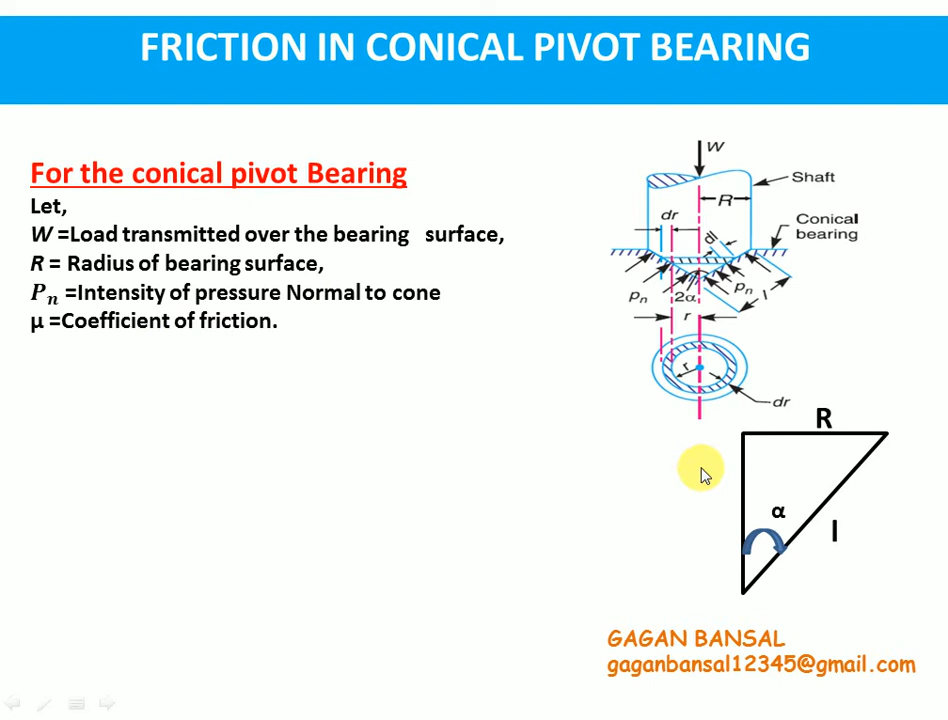 FRICTION IN CONICAL PIVOT BEARING
For the conical pivot Bearing
Let,
W =Load transmitted over the bearing surface,
R = Radius of bearing surface,
Pₙ =Intensity of pressure Normal to cone
μ =Coefficient of friction.
W
Shaft
R
dr
Conical
bearing
dl
pₙ
2α
pₙ
l
r
r
dr
R
α
l
GAGAN BANSAL
gaganbansal12345@gmail.com